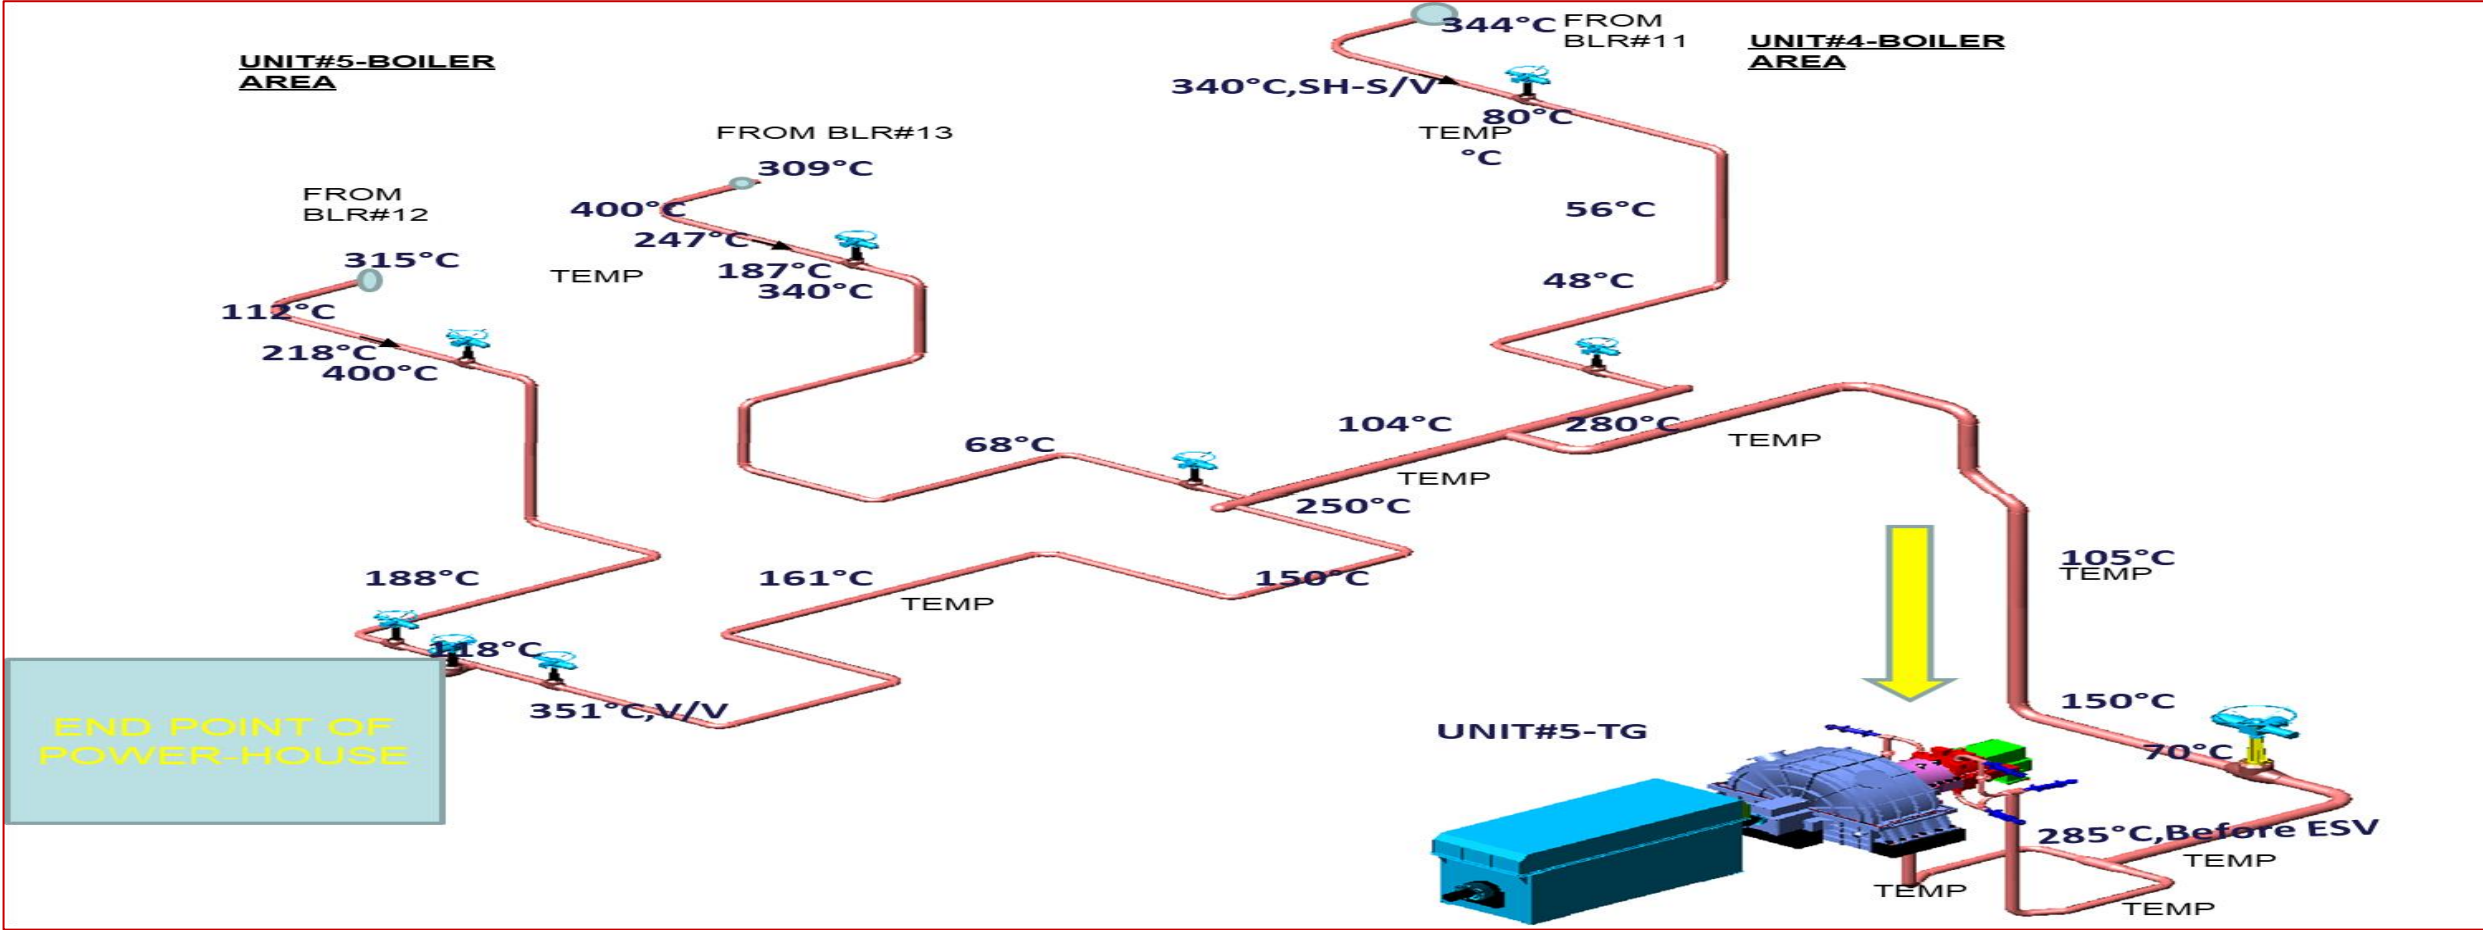 344°C
FROM
BLR#11
UNIT#4-BOILER
AREA
UNIT#5-BOILER
AREA
340°C,SH-S/V
80°C
TEMP
°C
FROM BLR#13
309°C
FROM
BLR#12
400°C
56°C
247°C
315°C
187°C
TEMP
340°C
48°C
112°C
218°C
400°C
104°C
280°C
TEMP
68°C
TEMP
250°C
105°C
TEMP
188°C
161°C
150°C
TEMP
118°C
150°C
351°C,V/V
END POINT OF
POWER-HOUSE
UNIT#5-TG
70°C
285°C,Before ESV
TEMP
TEMP
TEMP